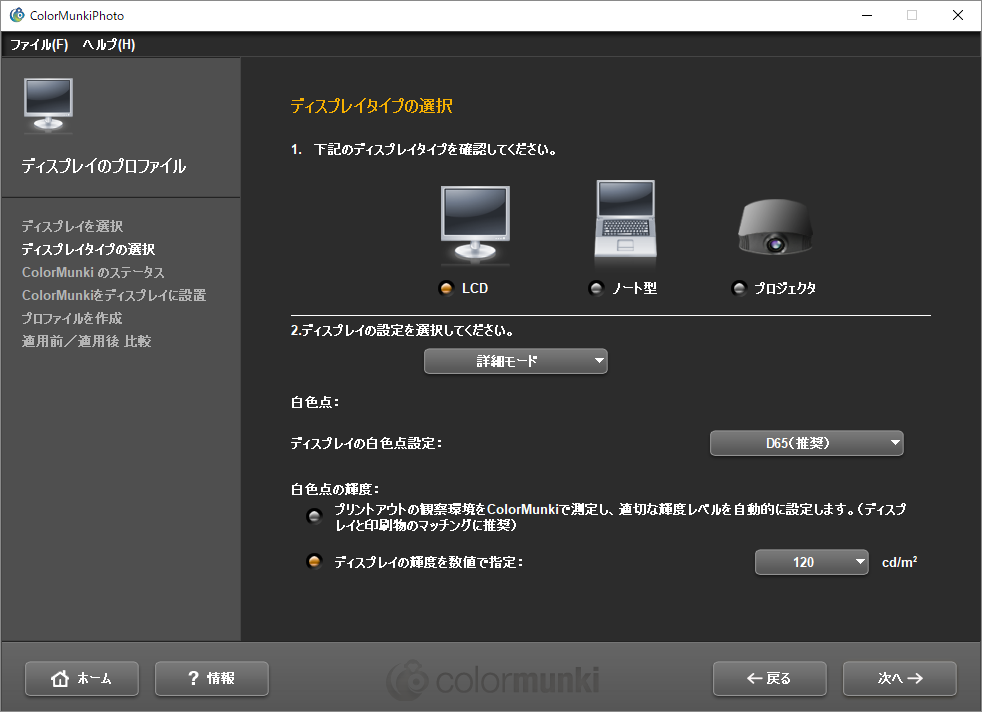 ColorMunkiPhoto
ファイル(F) ヘルプ(H)
ディスプレイのプロファイル
ディスプレイを選択
ディスプレイタイプの選択
ColorMunki のステータス
ColorMunkiをディスプレイに設置
プロファイルを作成
適用前／適用後 比較
ディスプレイタイプの選択
1. 下記のディスプレイタイプを確認してください。
LCD ノート型 プロジェクタ
2.ディスプレイの設定を選択してください。
詳細モード
白色点：
ディスプレイの白色点設定： D65（推奨）
白色点の輝度：
プリントアウトの観察環境をColorMunkiで測定し、適切な輝度レベルを自動的に設定します。（ディスプ
レイと印刷物のマッチングに推奨）
ディスプレイの輝度を数値で指定： 120 cd/m²
ホーム ? 情報 colormunki ←戻る 次へ→